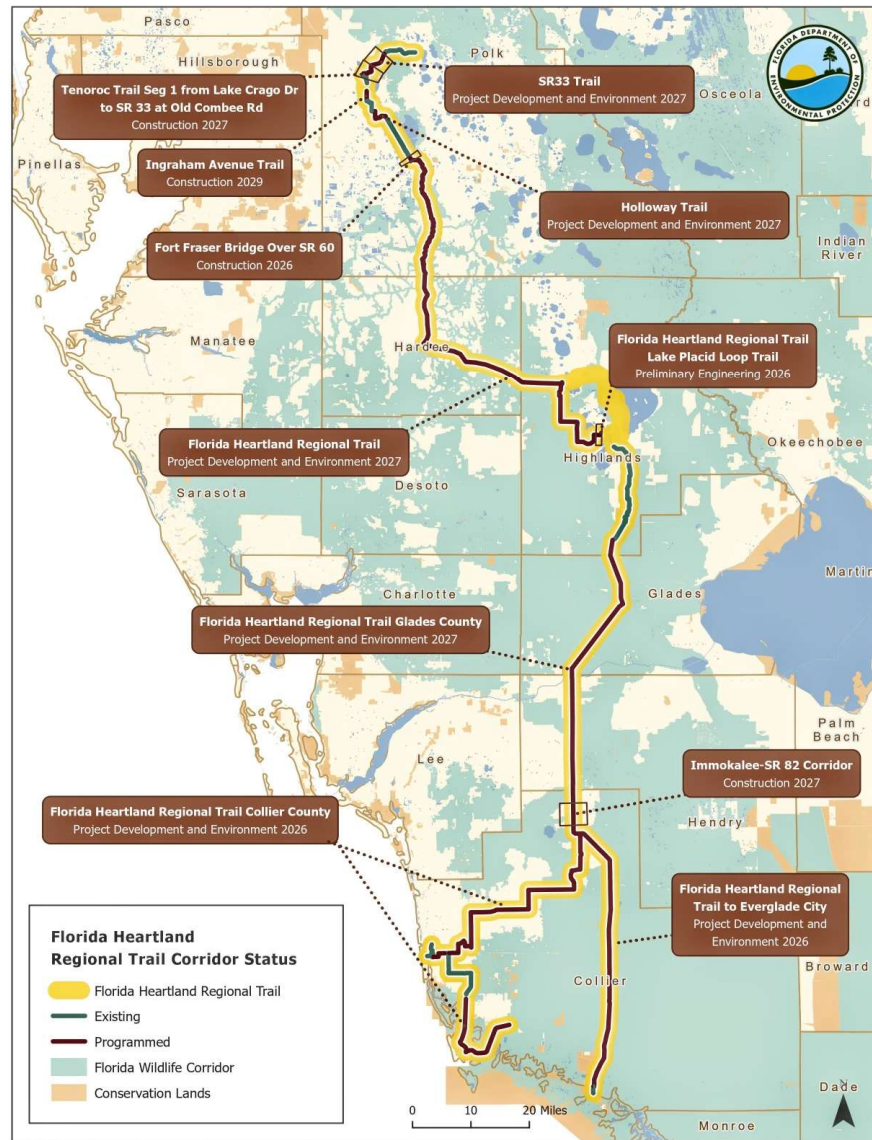 Pasco
Hillsborough
Polk
Osceola
FLORIDA DEPARTMENT OF
ENVIRONMENTAL PROTECTION
rd
Tenoroc Trail Seg 1 from Lake Crago Dr
to SR 33 at Old Combee Rd
Construction 2027
SR33 Trail
Project Development and Environment 2027
Pinellas
Ingraham Avenue Trail
Construction 2029
Holloway Trail
Project Development and Environment 2027
Fort Fraser Bridge Over SR 60
Construction 2026
Indian
River
Manatee
Hardee
Florida Heartland Regional Trail
Lake Placid Loop Trail
Preliminary Engineering 2026
Florida Heartland Regional Trail
Project Development and Environment 2027
Highlands
Okeechobee
Sarasota
Desoto
Martin
Charlotte
Glades
Florida Heartland Regional Trail Glades County
Project Development and Environment 2027
Palm
Beach
Lee
Immokalee-SR 82 Corridor
Construction 2027
Florida Heartland Regional Trail Collier County
Project Development and Environment 2026
Hendry
Florida Heartland Regional
Trail to Everglade City
Project Development and
Environment 2026
Collier
Broward
Florida Heartland
Regional Trail Corridor Status
Florida Heartland Regional Trail
Existing
Programmed
Florida Wildlife Corridor
Conservation Lands
0 10 20 Miles
Dade
Monroe